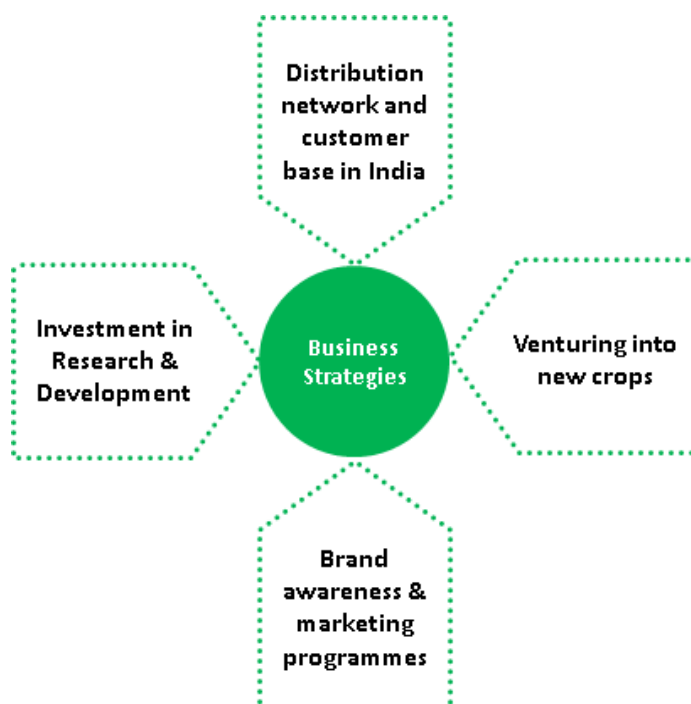 Distribution
network and
customer
base in India
Investment in
Research &
Development
Business
Strategies
Venturing into
new crops
Brand
awareness &
marketing
programmes